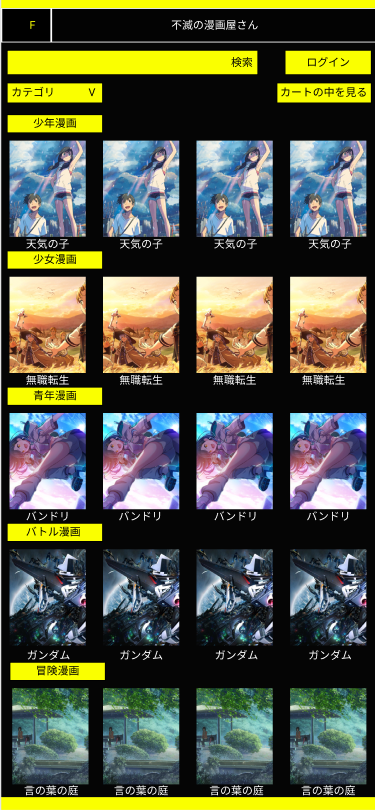 F 不滅の漫画屋さん
検索 ログイン
カテゴリ V カートの中を見る
少年漫画
天気の子 天気の子 天気の子 天気の子
少女漫画
無職転生 無職転生 無職転生 無職転生
青年漫画
バンドリ バンドリ バンドリ バンドリ
バトル漫画
ガンダム ガンダム ガンダム ガンダム
冒険漫画
言の葉の庭 言の葉の庭 言の葉の庭 言の葉の庭